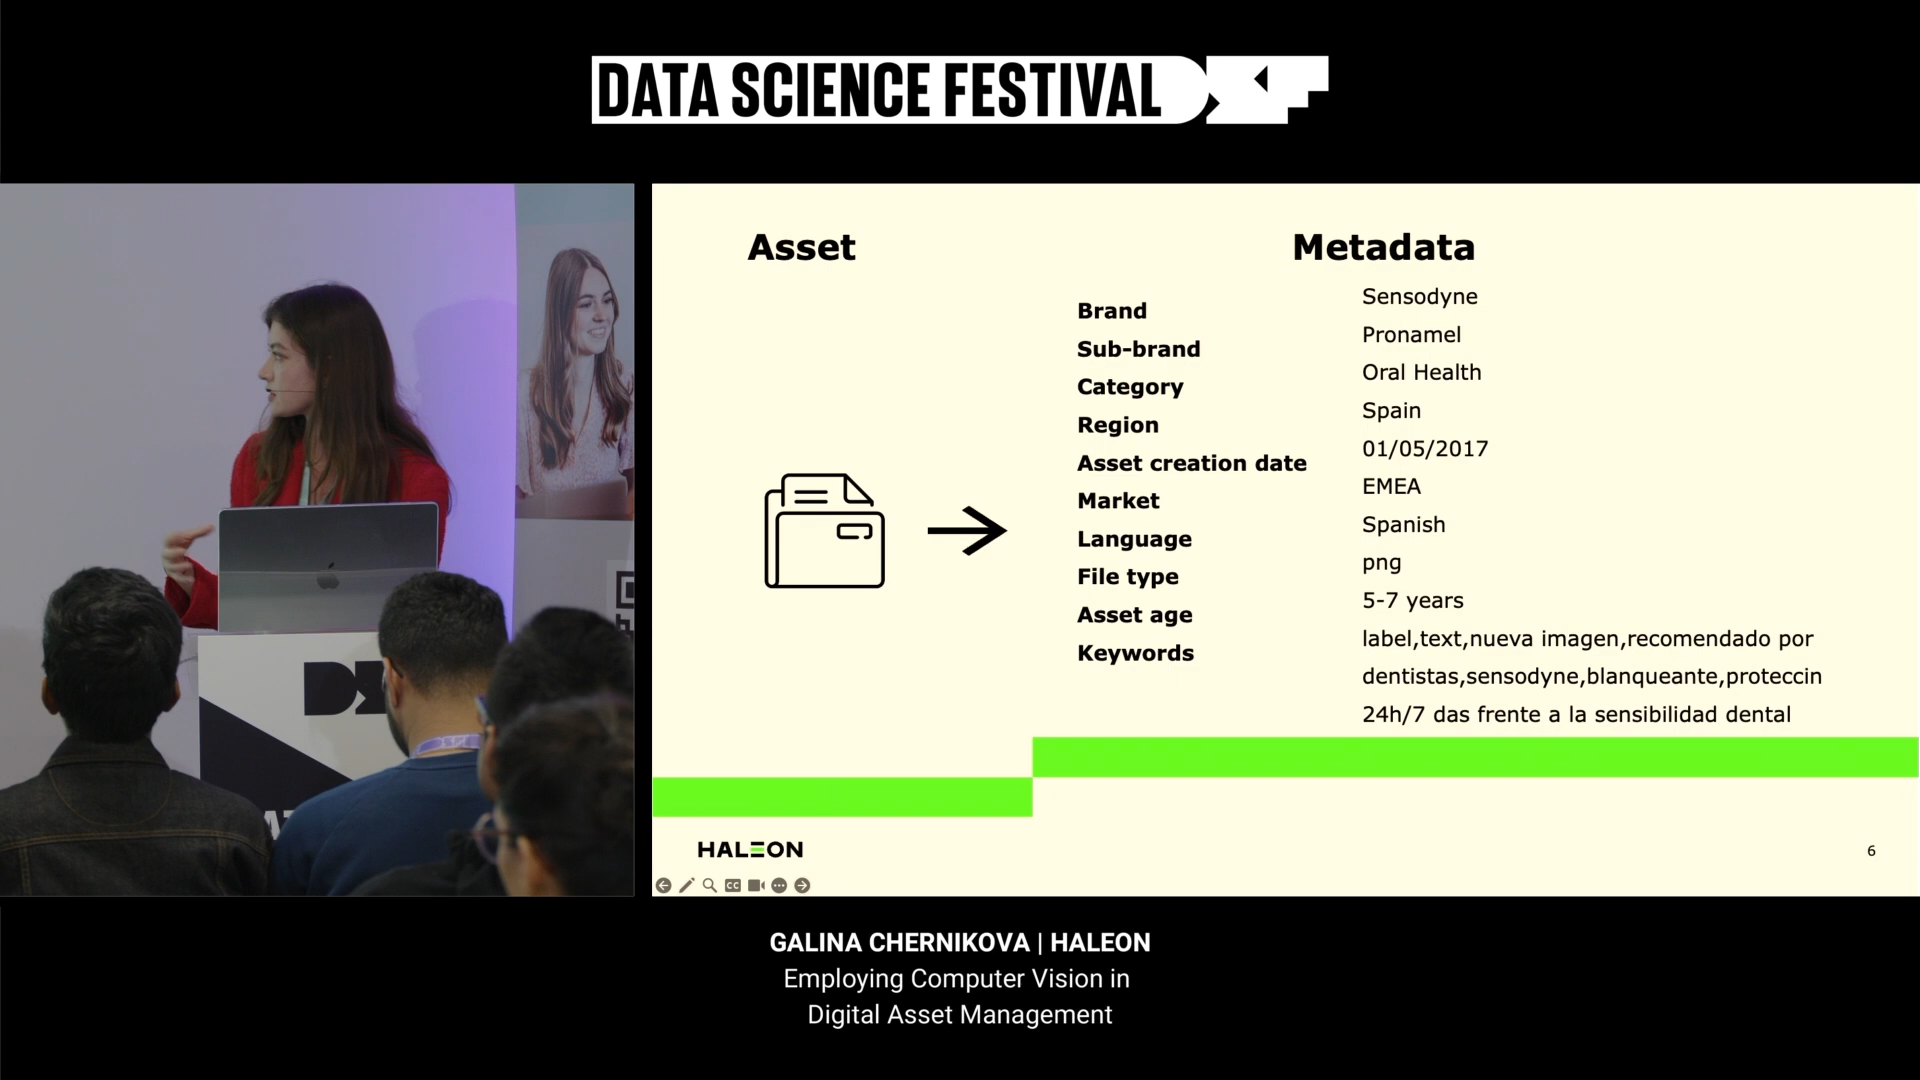 DATA SCIENCE FESTIVAL
Asset
Metadata
Brand
Sub-brand
Category
Region
Asset creation date
Market
Language
File type
Asset age
Keywords
Sensodyne
Pronamel
Oral Health
Spain
01/05/2017
EMEA
Spanish
png
5-7 years
label,text,nueva imagen,recomendado por
dentistas,sensodyne,blanqueante,proteccin
24h/7 das frente a la sensibilidad dental
HALEON
6
CC
GALINA CHERNIKOVA | HALEON
Employing Computer Vision in
Digital Asset Management